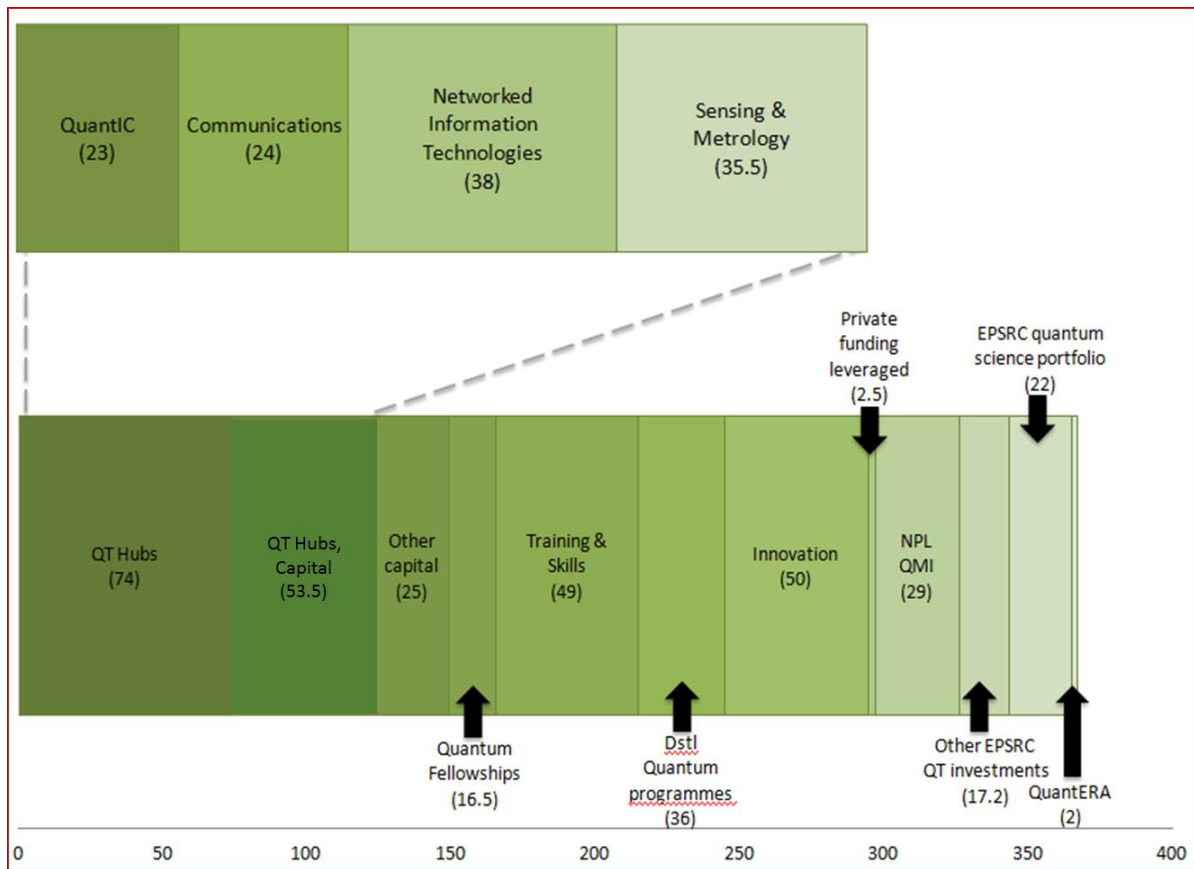 QuantIC
(23)
Communications
(24)
Networked
Information
Technologies
(38)
Sensing &
Metrology
(35.5)
Private
funding
leveraged
(2.5)
EPSRC quantum
science portfolio
(22)
QT Hubs
(74)
QT Hubs,
Capital
(53.5)
Other
capital
(25)
Training &
Skills
(49)
Innovation
(50)
NPL
QMI
(29)
Quantum
Fellowships
(16.5)
Dstl
Quantum
programmes
(36)
Other EPSRC
QT investments
(17.2)
QuantERA
(2)
0 50 100 150 200 250 300 350 400